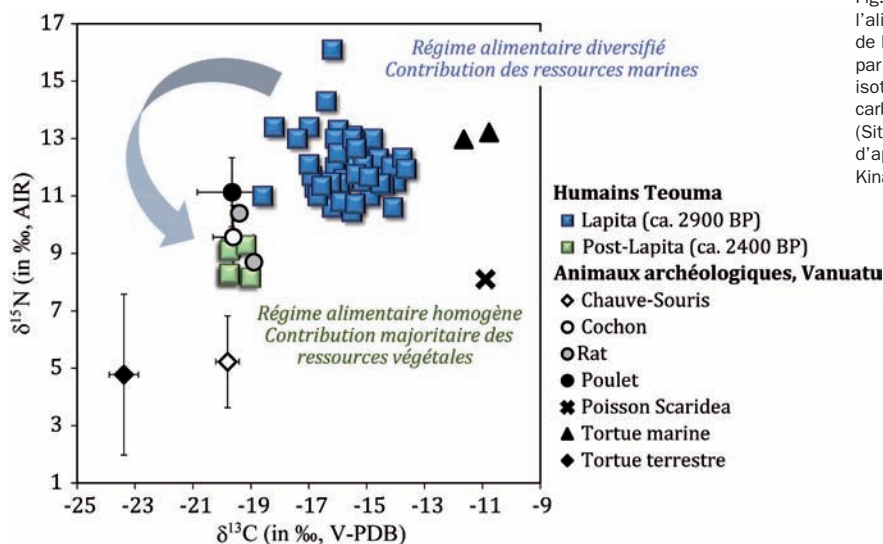 Fig.
l'ali
de l
par
isot
carl
(Sit
d'ap
Kina
17
15
13
11
9
7
5
3
1
δ¹⁵N (in ‰, AIR)
Régime alimentaire diversifié
Contribution des ressources marines
Régime alimentaire homogène
Contribution majoritaire des
ressources végétales
-25 -23 -21 -19 -17 -15 -13 -11 -9
δ¹³C (in ‰, V-PDB)
Humains Teouma
Lapita (ca. 2900 BP)
Post-Lapita (ca. 2400 BP)
Animaux archéologiques, Vanuatu
Chauve-Souris
Cochon
Rat
Poulet
Poisson Scaridea
Tortue marine
Tortue terrestre